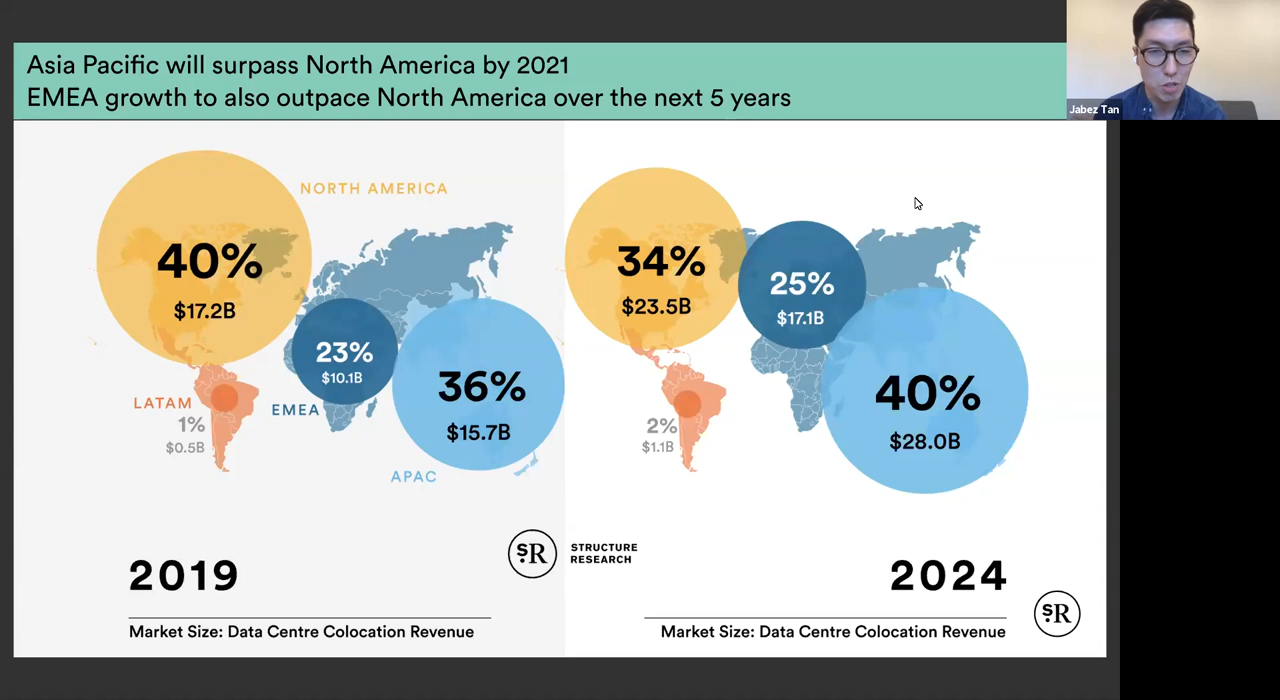 Asia Pacific will surpass North America by 2021
EMEA growth to also outpace North America over the next 5 years
Jabez Tan
NORTH AMERICA
40%
$17.2B
23%
$10.1B
36%
$15.7B
LATAM
1%
$0.5B
EMEA
APAC
34%
$23.5B
25%
$17.1B
40%
$28.0B
2%
$1.1B
SR
STRUCTURE
RESEARCH
2019
Market Size: Data Centre Colocation Revenue
2024
Market Size: Data Centre Colocation Revenue
SR